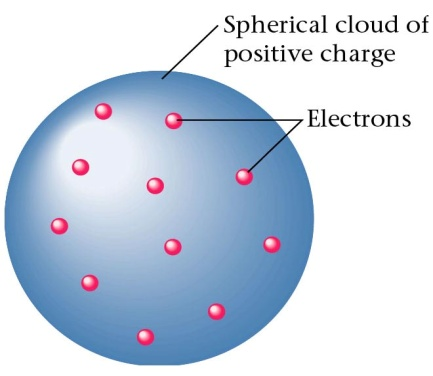 Spherical cloud of
positive charge
Electrons